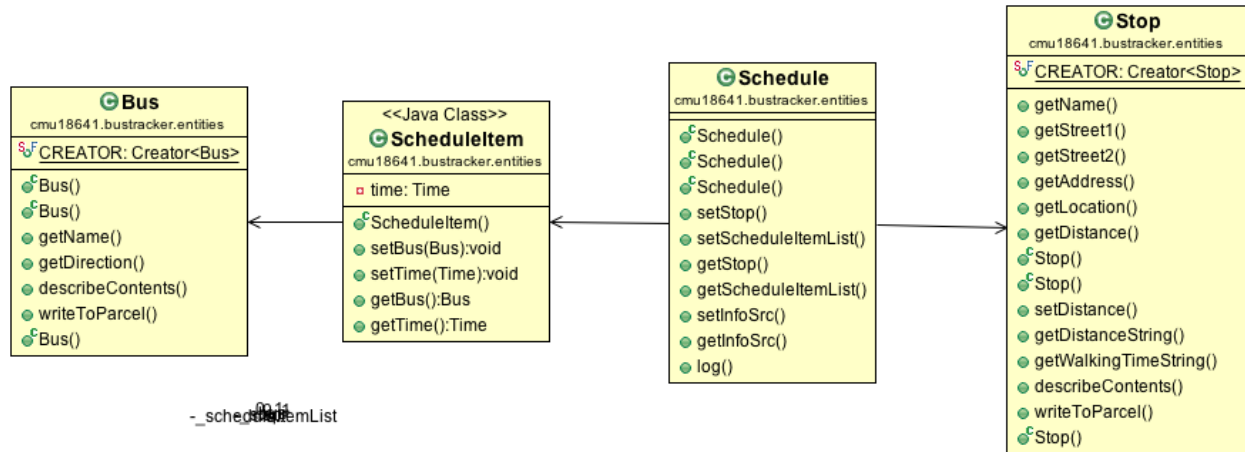 Bus
cmu18641.bustracker.entities
CREATOR: Creator<Bus>
Bus()
Bus()
getName()
getDirection()
describeContents()
writeToParcel()
Bus()
<<Java Class>>
ScheduleItem
cmu18641.bustracker.entities
time: Time
ScheduleItem()
setBus(Bus):void
setTime(Time):void
getBus():Bus
getTime():Time
Schedule
cmu18641.bustracker.entities
Schedule()
Schedule()
Schedule()
setStop()
setScheduleItemList()
getStop()
getScheduleItemList()
setInfoSrc()
getInfoSrc()
log()
Stop
cmu18641.bustracker.entities
CREATOR: Creator<Stop>
getName()
getStreet1()
getStreet2()
getAddress()
getLocation()
getDistance()
Stop()
Stop()
setDistance()
getDistanceString()
getWalkingTimeString()
describeContents()
writeToParcel()
Stop()